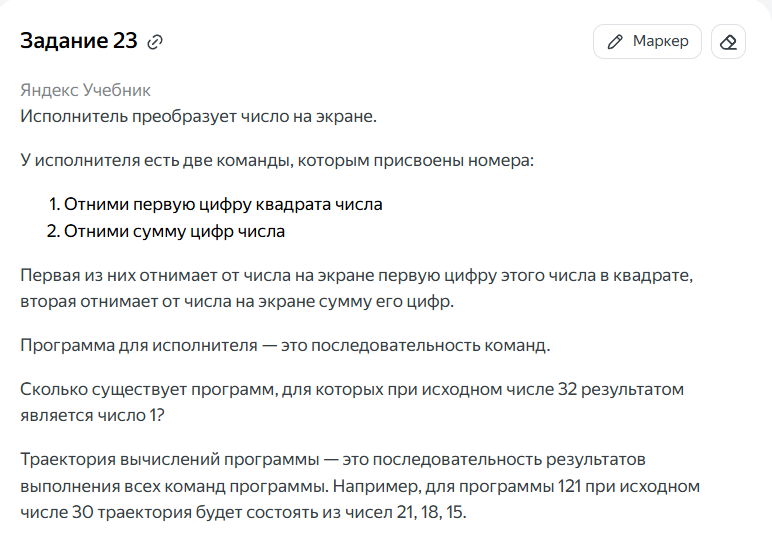 Задание 23
Маркер
Яндекс Учебник
Исполнитель преобразует число на экране.
У исполнителя есть две команды, которым присвоены номера:
1. Отними первую цифру квадрата числа
2. Отними сумму цифр числа
Первая из них отнимает от числа на экране первую цифру этого числа в квадрате,
вторая отнимает от числа на экране сумму его цифр.
Программа для исполнителя — это последовательность команд.
Сколько существует программ, для которых при исходном числе 32 результатом
является число 1?
Траектория вычислений программы — это последовательность результатов
выполнения всех команд программы. Например, для программы 121 при исходном
числе 30 траектория будет состоять из чисел 21, 18, 15.